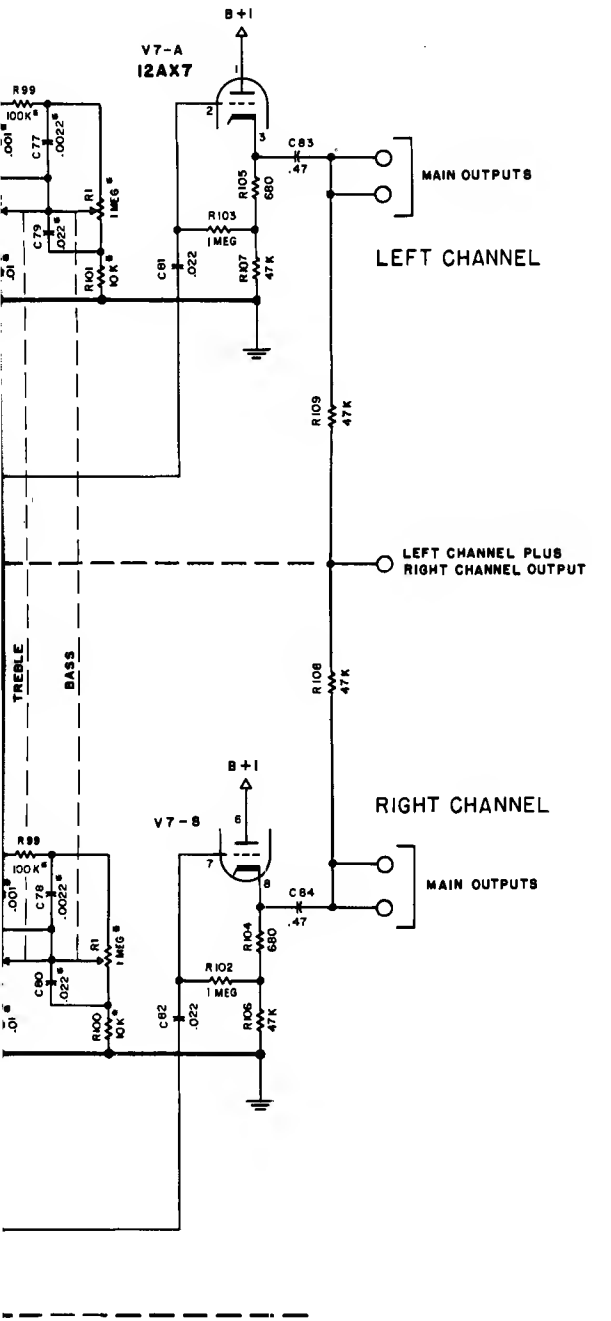 B+1
V7-A
12AX7
1
2
3
R99
100K*
.001*
C77
.0022*
R1
1 MEG*
C79
.022*
.01
R101
10K*
C83
.47
R105
680
R103
1 MEG
C81
.022
R107
47K
MAIN OUTPUTS
LEFT CHANNEL
R109
47K
LEFT CHANNEL PLUS
RIGHT CHANNEL OUTPUT
TREBLE
BASS
R108
47K
B+1
RIGHT CHANNEL
V7-B
6
7
8
R99
100K*
.001
C78
.0022*
R1
1 MEG*
C80
.022*
.01
R100
10K*
C84
.47
R104
680
R102
1 MEG
C82
.022
R106
47K
MAIN OUTPUTS